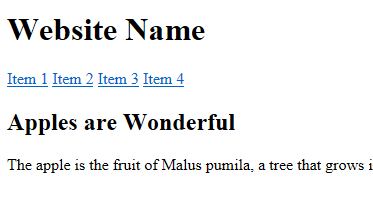 Website Name
Item 1 Item 2 Item 3 Item 4
Apples are Wonderful
The apple is the fruit of Malus pumila, a tree that grows i